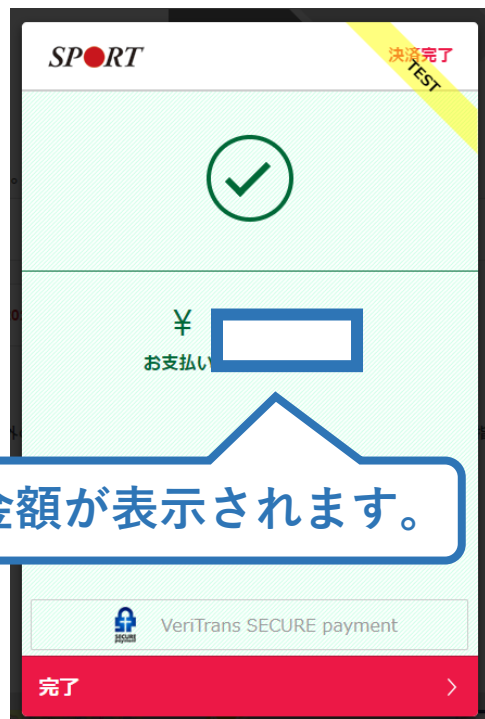 SPORT
決済完了
TEST
¥
お支払い
金額が表示されます。
VeriTrans SECURE payment
完了